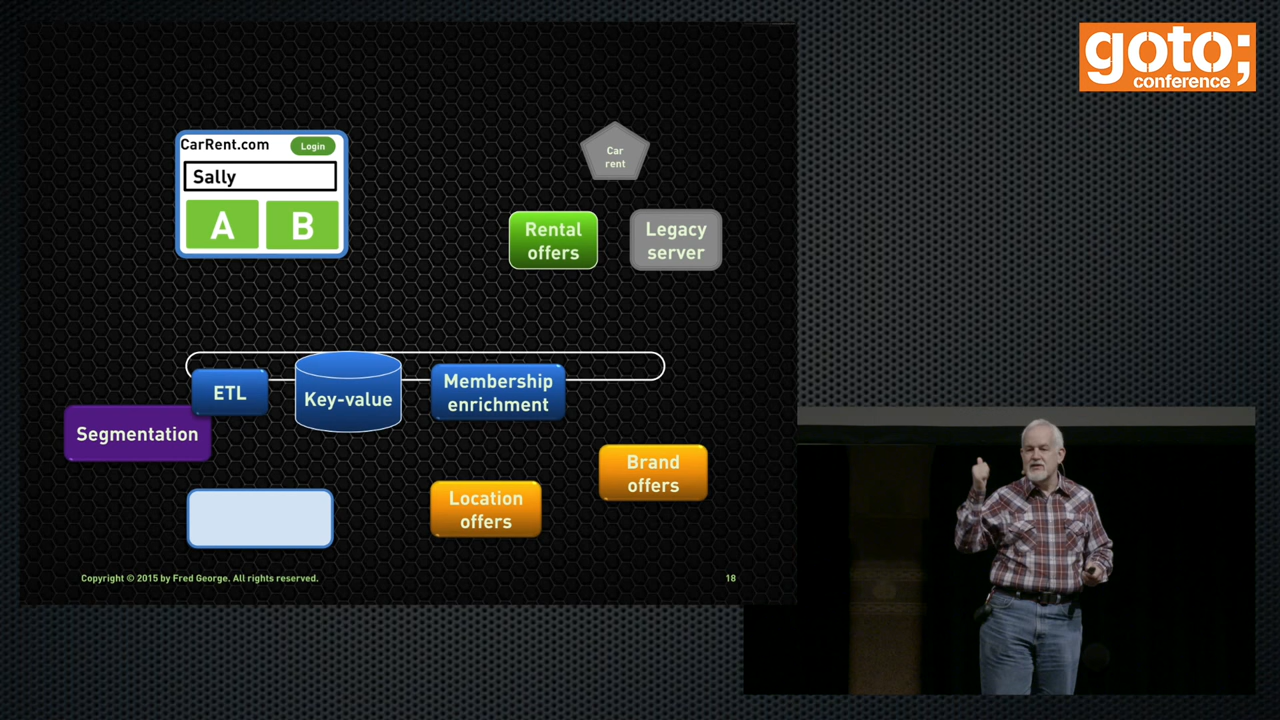 goto;
conference
CarRent.com
Login
Sally
A
B
Car
rent
Rental
offers
Legacy
server
ETL
Key-value
Membership
enrichment
Segmentation
Brand
offers
Location
offers
Copyright © 2015 by Fred George. All rights reserved.
18